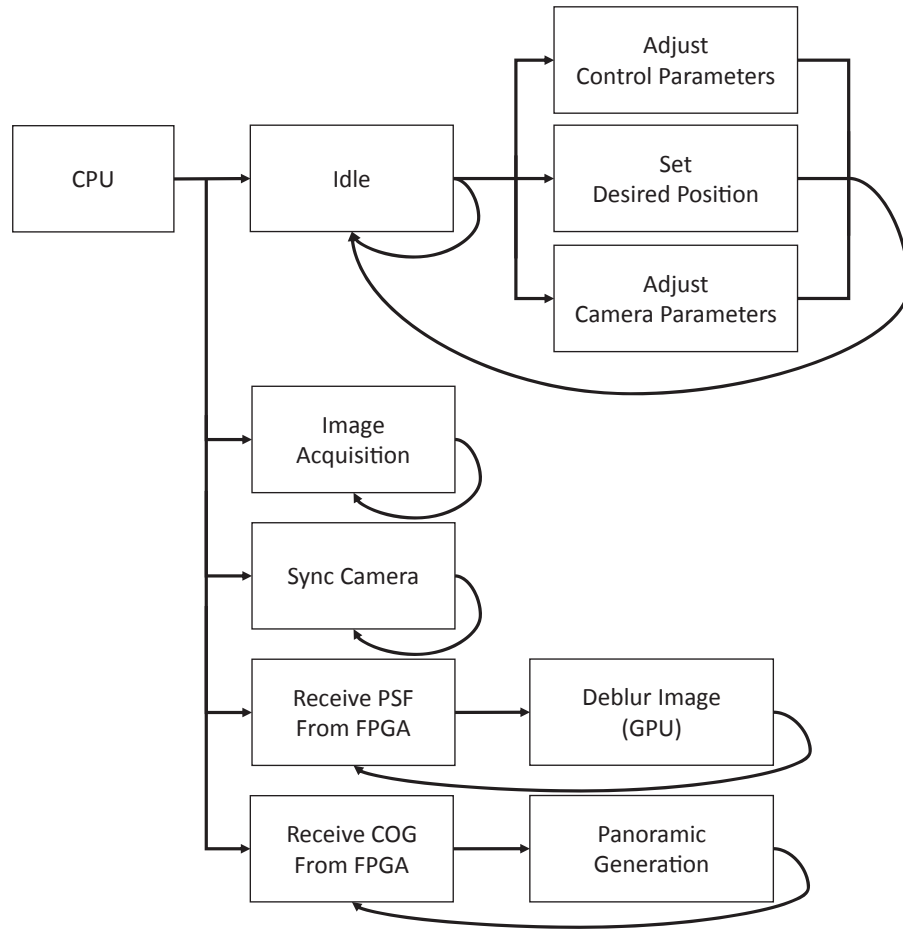 Adjust
Control Parameters
CPU
Idle
Set
Desired Position
Adjust
Camera Parameters
Image
Acquisition
Sync Camera
Receive PSF
From FPGA
Deblur Image
(GPU)
Receive COG
From FPGA
Panoramic
Generation